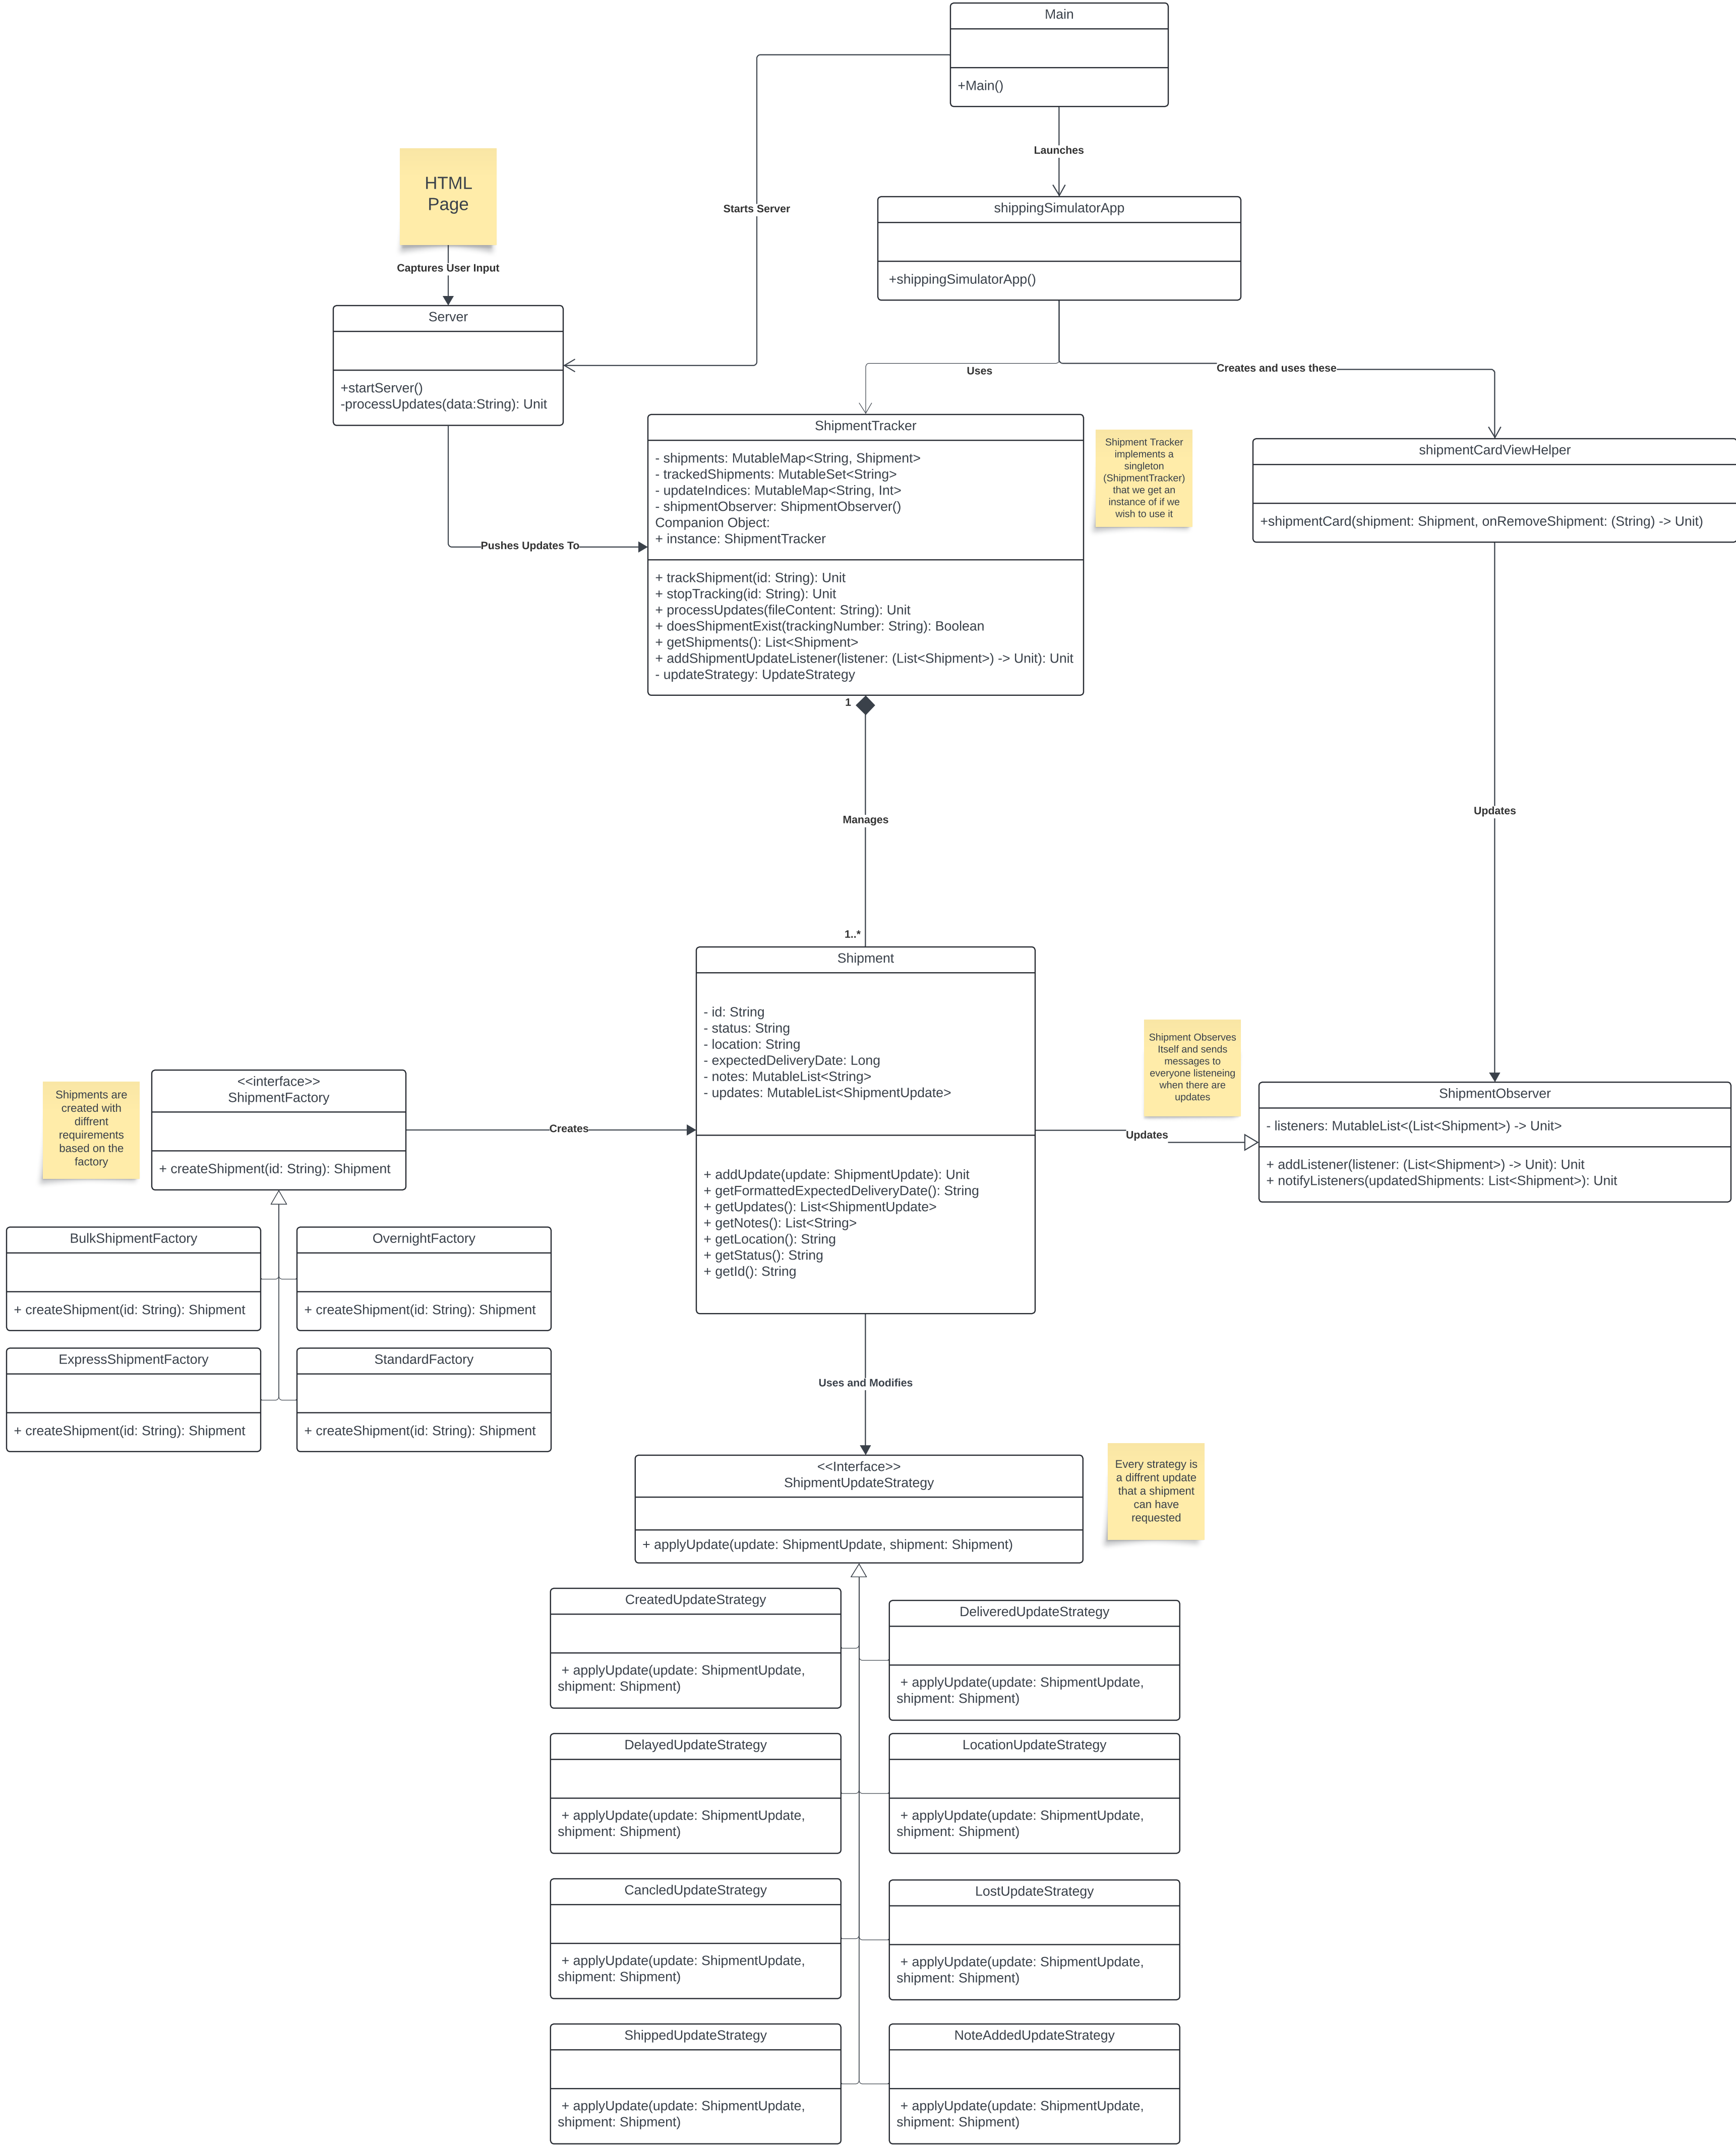 Main
+Main()
Launches
HTML
Page
Starts Server
shippingSimulatorApp
+shippingSimulatorApp()
Captures User Input
Server
+startServer()
-processUpdates(data:String): Unit
Uses
Creates and uses these
ShipmentTracker
- shipments: MutableMap<String, Shipment>
- trackedShipments: MutableSet<String>
- updateIndices: MutableMap<String, Int>
- shipmentObserver: ShipmentObserver()
Companion Object:
+ instance: ShipmentTracker
+ trackShipment(id: String): Unit
+ stopTracking(id: String): Unit
+ processUpdates(fileContent: String): Unit
+ doesShipmentExist(trackingNumber: String): Boolean
+ getShipments(): List<Shipment>
+ addShipmentUpdateListener(listener: (List<Shipment>) -> Unit): Unit
- updateStrategy: UpdateStrategy
Shipment Tracker
implements a
singleton
(ShipmentTracker)
that we get an
instance of if we
wish to use it
shipmentCardViewHelper
+shipmentCard(shipment: Shipment, onRemoveShipment: (String) -> Unit)
Pushes Updates To
1
Manages
Updates
1..*
Shipment
- id: String
- status: String
- location: String
- expectedDeliveryDate: Long
- notes: MutableList<String>
- updates: MutableList<ShipmentUpdate>
+ addUpdate(update: ShipmentUpdate): Unit
+ getFormattedExpectedDeliveryDate(): String
+ getUpdates(): List<ShipmentUpdate>
+ getNotes(): List<String>
+ getLocation(): String
+ getStatus(): String
+ getId(): String
Shipment Observes
Itself and sends
messages to
everyone listeneing
when there are
updates
Updates
ShipmentObserver
- listeners: MutableList<(List<Shipment>) -> Unit>
+ addListener(listener: (List<Shipment>) -> Unit): Unit
+ notifyListeners(updatedShipments: List<Shipment>): Unit
Shipments are
created with
diffrent
requirements
based on the
factory
<<interface>>
ShipmentFactory
+ createShipment(id: String): Shipment
Creates
BulkShipmentFactory
+ createShipment(id: String): Shipment
OvernightFactory
+ createShipment(id: String): Shipment
ExpressShipmentFactory
+ createShipment(id: String): Shipment
StandardFactory
+ createShipment(id: String): Shipment
Uses and Modifies
<<Interface>>
ShipmentUpdateStrategy
+ applyUpdate(update: ShipmentUpdate, shipment: Shipment)
Every strategy is
a diffrent update
that a shipment
can have
requested
CreatedUpdateStrategy
+ applyUpdate(update: ShipmentUpdate,
shipment: Shipment)
DeliveredUpdateStrategy
+ applyUpdate(update: ShipmentUpdate,
shipment: Shipment)
DelayedUpdateStrategy
+ applyUpdate(update: ShipmentUpdate,
shipment: Shipment)
LocationUpdateStrategy
+ applyUpdate(update: ShipmentUpdate,
shipment: Shipment)
CancledUpdateStrategy
+ applyUpdate(update: ShipmentUpdate,
shipment: Shipment)
LostUpdateStrategy
+ applyUpdate(update: ShipmentUpdate,
shipment: Shipment)
ShippedUpdateStrategy
+ applyUpdate(update: ShipmentUpdate,
shipment: Shipment)
NoteAddedUpdateStrategy
+ applyUpdate(update: ShipmentUpdate,
shipment: Shipment)